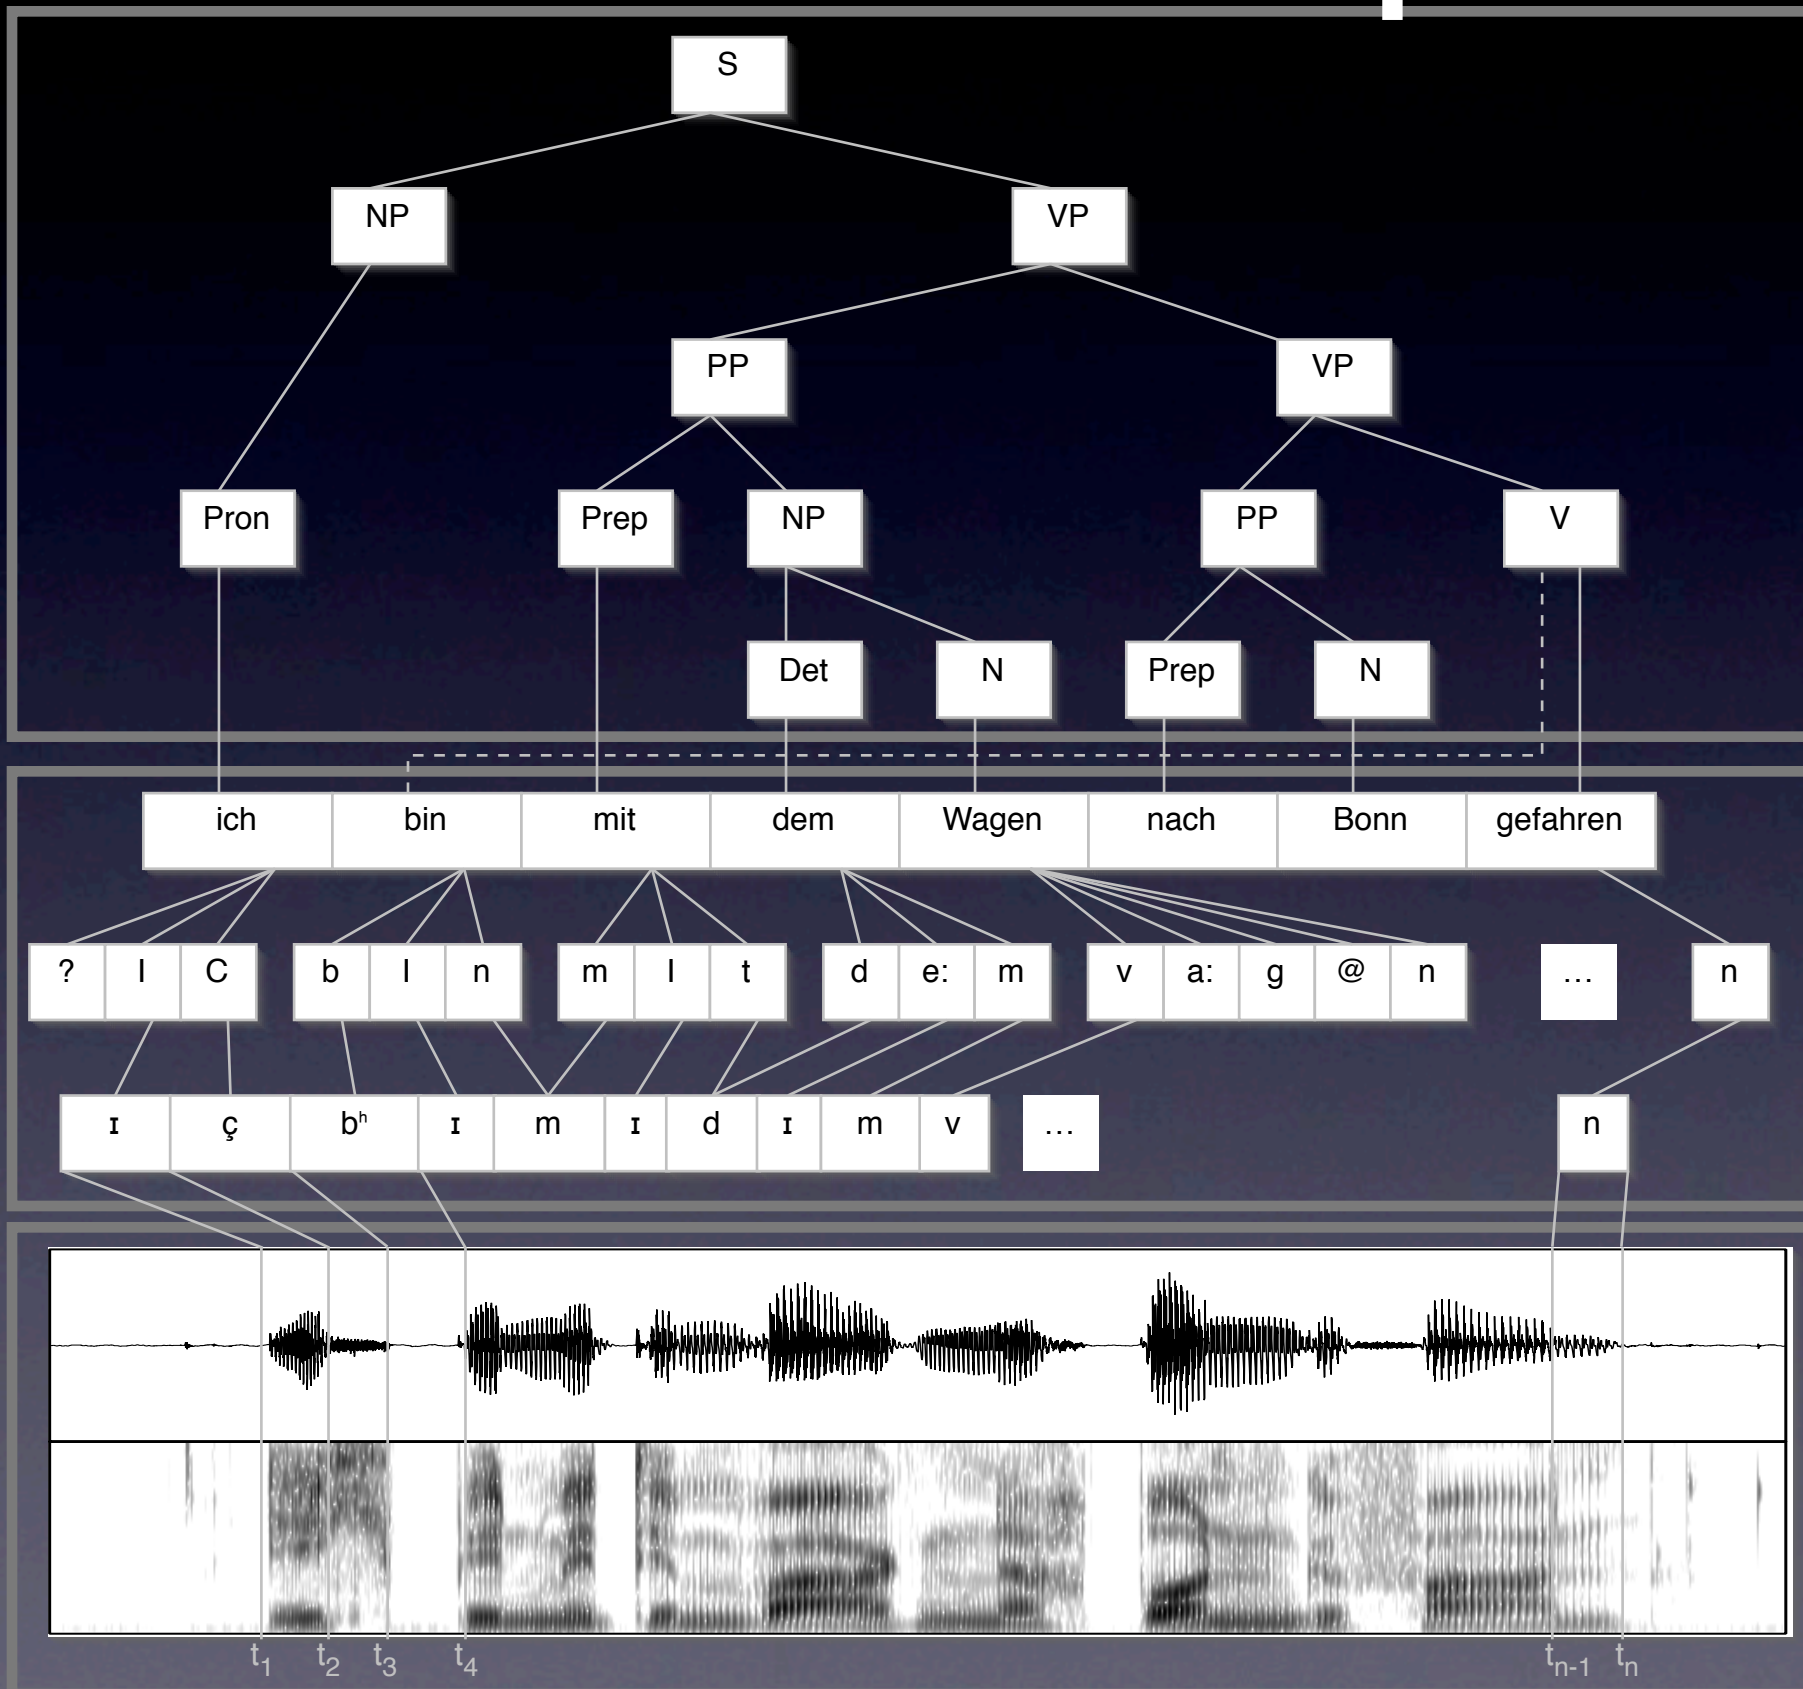 S
NP VP
PP VP
Pron Prep NP PP V
Det N Prep N
ich bin mit dem Wagen nach Bonn gefahren
? I C b I n m I t d e: m v a: g @ n … n
ɪ ç bʰ ɪ m ɪ d ɪ m v … n
t1 t2 t3 t4 tn-1 tn